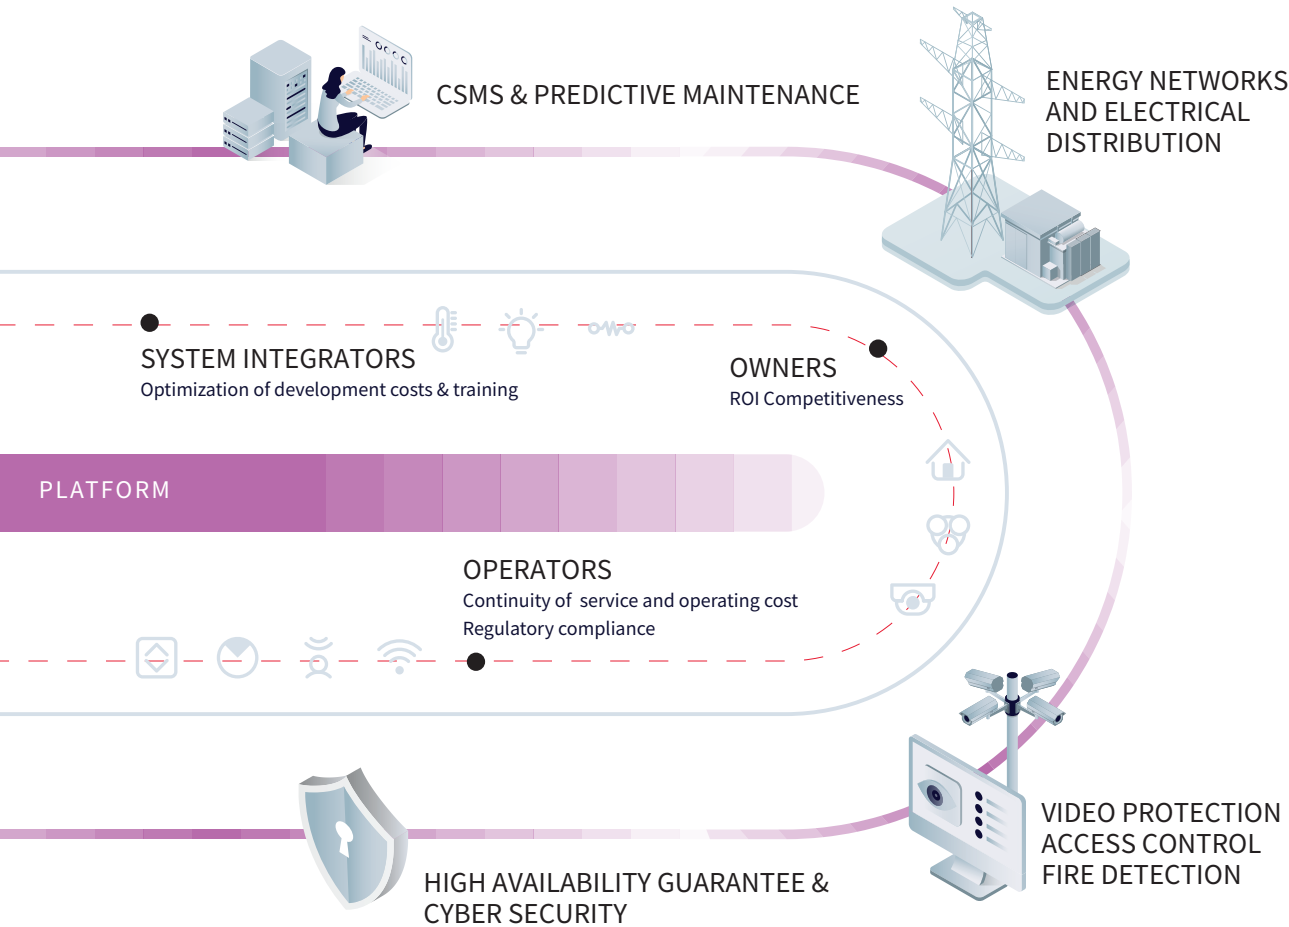 CSMS & PREDICTIVE MAINTENANCE
ENERGY NETWORKS
AND ELECTRICAL
DISTRIBUTION
SYSTEM INTEGRATORS
Optimization of development costs & training
OWNERS
ROI Competitiveness
PLATFORM
OPERATORS
Continuity of service and operating cost
Regulatory compliance
VIDEO PROTECTION
ACCESS CONTROL
FIRE DETECTION
HIGH AVAILABILITY GUARANTEE &
CYBER SECURITY